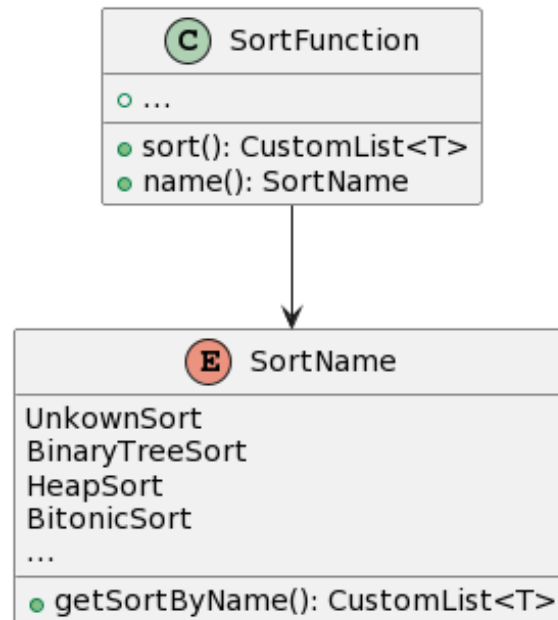 C SortFunction
...
sort(): CustomList<T>
name(): SortName
E SortName
UnkownSort
BinaryTreeSort
HeapSort
BitonicSort
...
getSortByName(): CustomList<T>